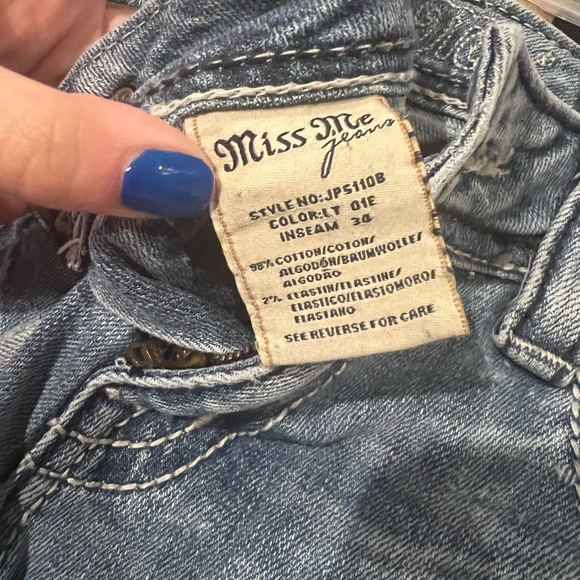 Miss Me
jeans
STYLE NO:JP5110B
COLOR:LT 01E
INSEAM 34
98% COTTON/COTON/
ALGODÓN/BAUMWOLLE/
ALGODÃO
2% ELASTIN/ELASTINE/
ELASTICO/ELASTOMOROE
ELASTANO
SEE REVERSE FOR CARE